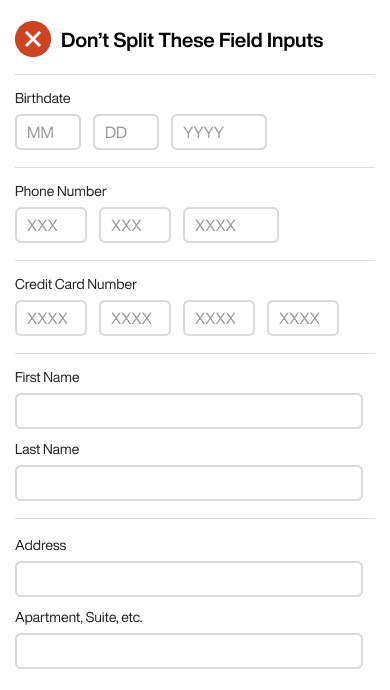 Don’t Split These Field Inputs
Birthdate
MM DD YYYY
Phone Number
XXX XXX XXXX
Credit Card Number
XXXX XXXX XXXX XXXX
First Name
Last Name
Address
Apartment, Suite, etc.